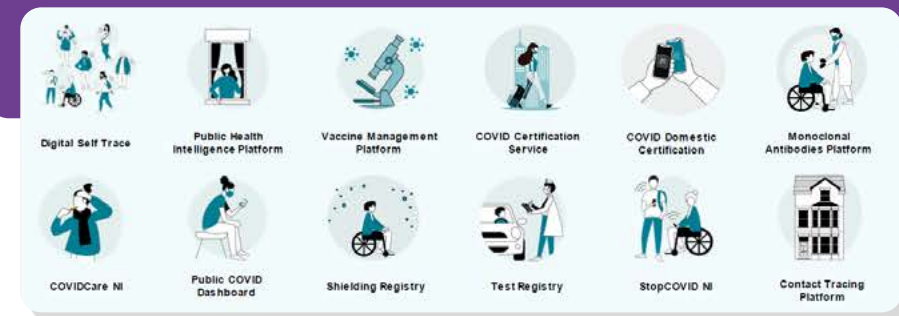 Digital Self Trace
Public Health
Intelligence Platform
Vaccine Management
Platform
COVID Certification
Service
COVID Domestic
Certification
Monoclonal
Antibodies Platform
COVIDCare NI
Public COVID
Dashboard
Shielding Registry
Test Registry
StopCOVID NI
Contact Tracing
Platform